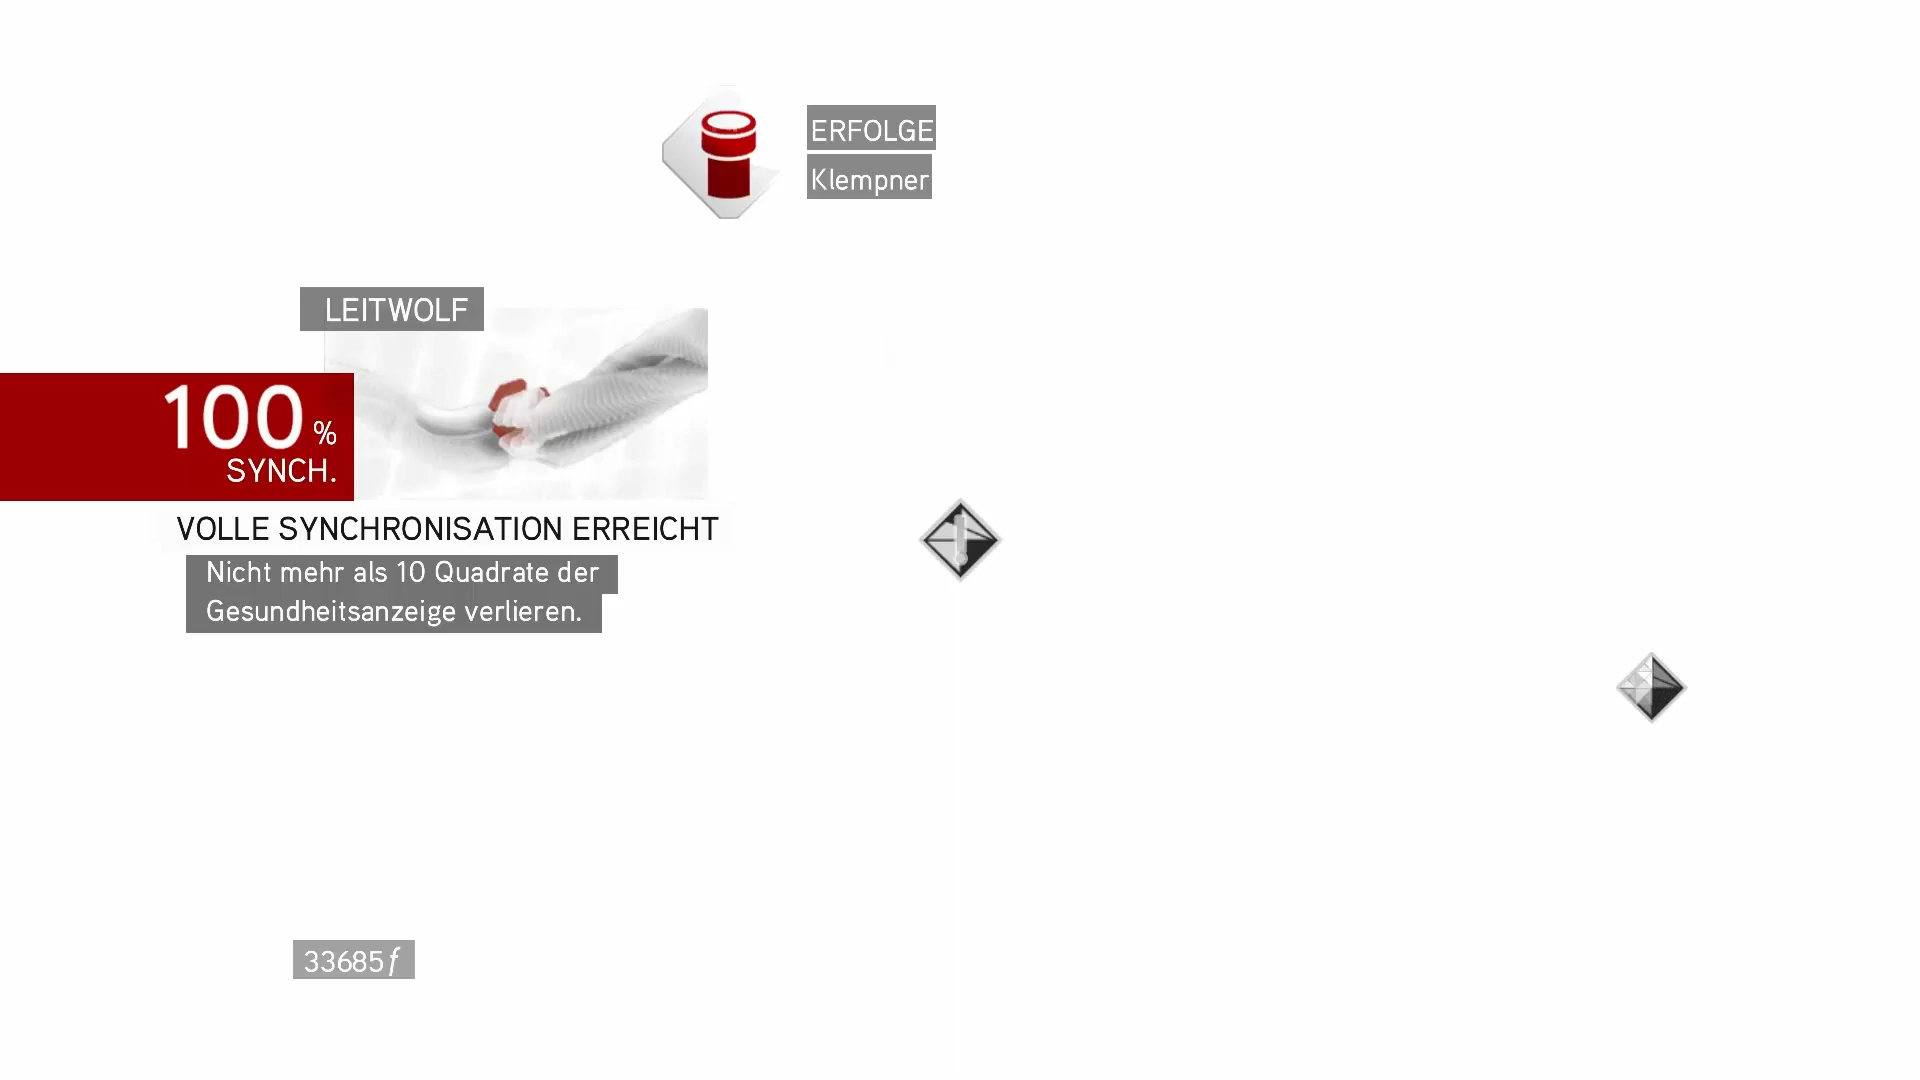 ERFOLGE
Klempner
LEITWOLF
100 %
SYNCH.
VOLLE SYNCHRONISATION ERREICHT
Nicht mehr als 10 Quadrate der
Gesundheitsanzeige verlieren.
33685ƒ